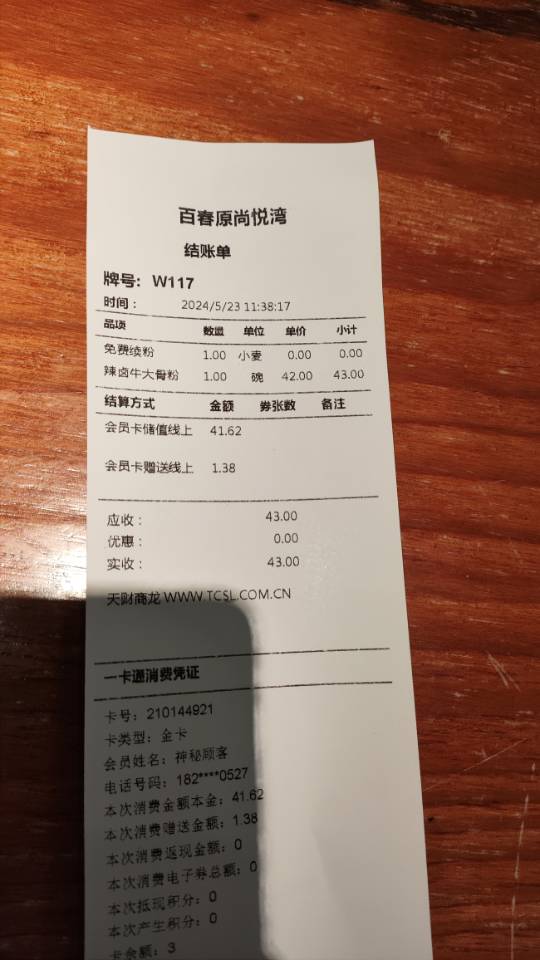 百春原尚悦湾
结账单
牌号: W117
时间: 2024/5/23 11:38:17
品项 数量 单位 单价 小计
免费续粉 1.00 小麦 0.00 0.00
辣卤牛大骨粉 1.00 碗 42.00 43.00
结算方式 金额 券张数 备注
会员卡储值线上 41.62
会员卡赠送线上 1.38
应收: 43.00
优惠: 0.00
实收: 43.00
天财商龙 WWW.TCSL.COM.CN
一卡通消费凭证
卡号: 210144921
卡类型: 金卡
会员姓名: 神秘顾客
电话号码: 182****0527
本次消费金额本金: 41.62
本次消费赠送金额: 1.38
本次消费返现金额: 0
本次消费电子券总额: 0
本次抵现积分: 0
本次产生积分: 0
卡余额: 3